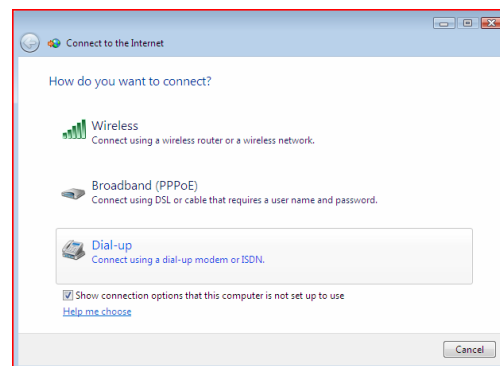 Connect to the Internet
How do you want to connect?
Wireless
Connect using a wireless router or a wireless network.
Broadband (PPPoE)
Connect using DSL or cable that requires a user name and password.
Dial-up
Connect using a dial-up modem or ISDN.
Show connection options that this computer is not set up to use
Help me choose
Cancel